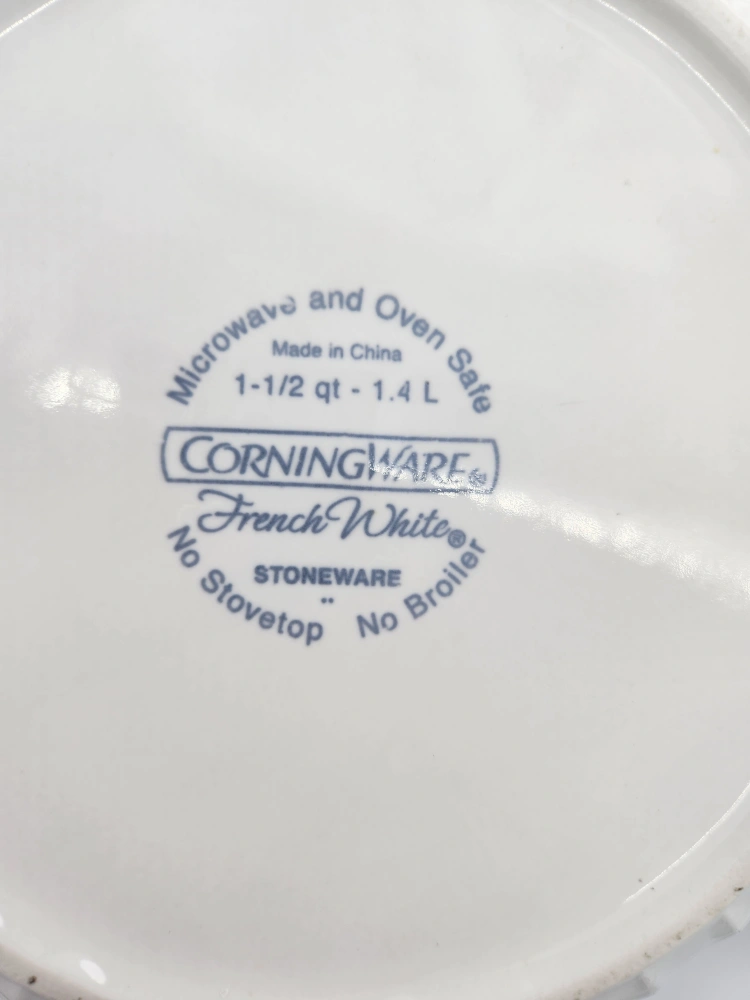 Microwave and Oven Safe
Made in China
1-1/2 qt - 1.4 L
CORNINGWARE®
French White®
STONEWARE
No Stovetop No Broiler